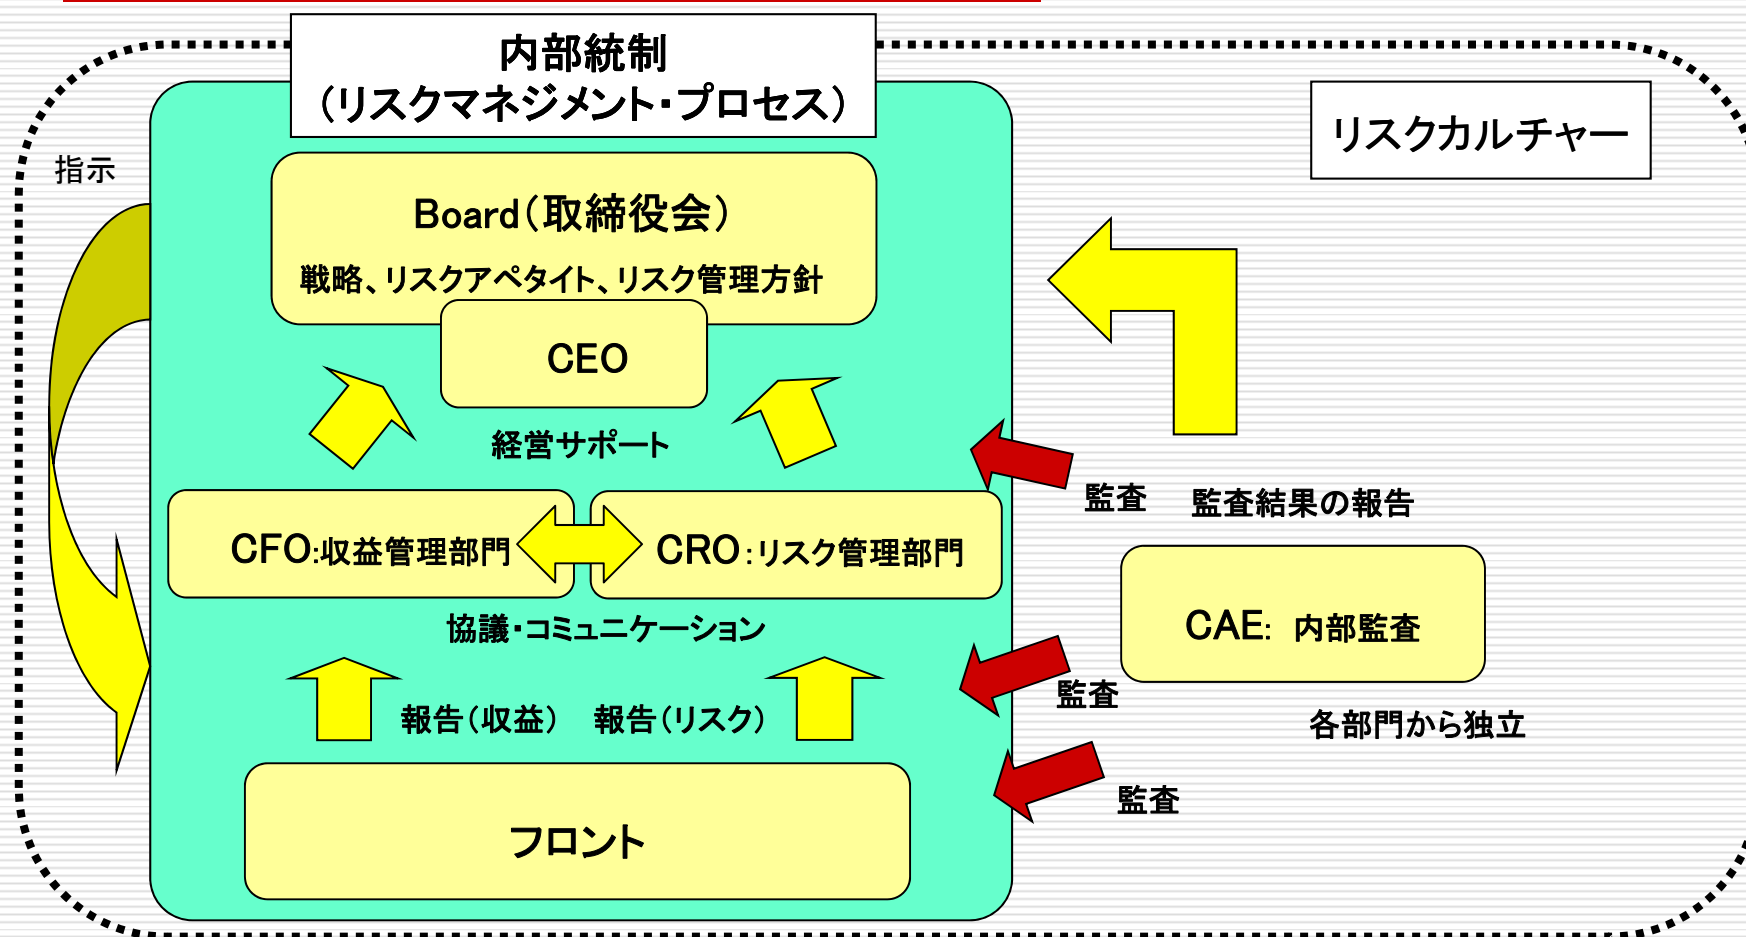 内部統制
（リスクマネジメント・プロセス）
リスクカルチャー
指示
Board（取締役会）
戦略、リスクアペタイト、リスク管理方針
CEO
経営サポート
監査
監査結果の報告
CFO:収益管理部門
CRO:リスク管理部門
CAE: 内部監査
協議・コミュニケーション
監査
報告（収益）
報告（リスク）
各部門から独立
監査
フロント